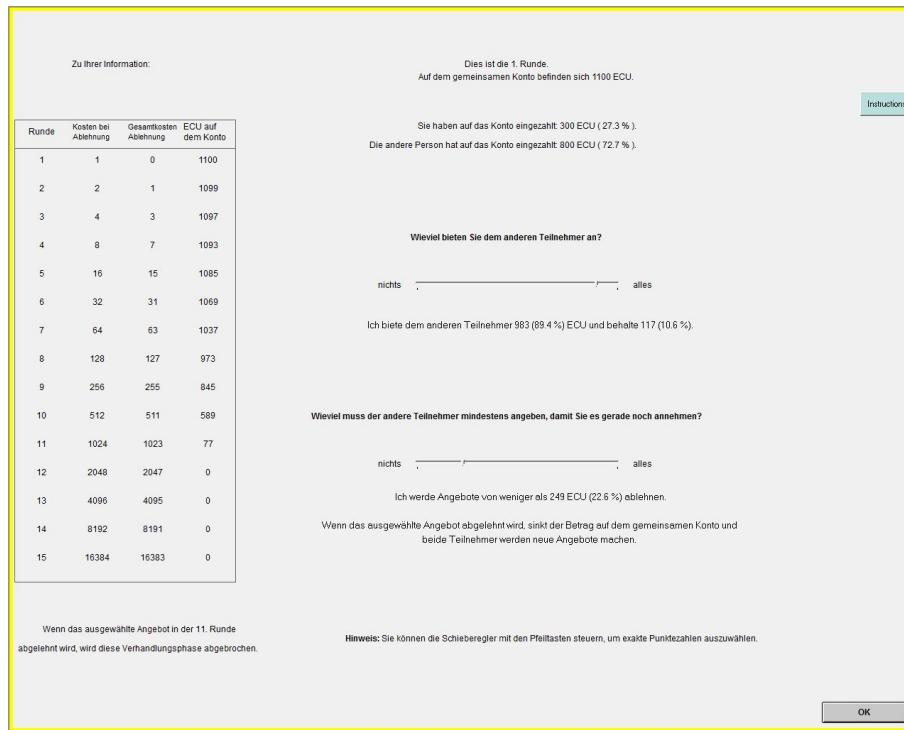 Zu Ihrer Information:
Dies ist die 1. Runde.
Auf dem gemeinsamen Konto befinden sich 1100 ECU.
Instructions
Sie haben auf das Konto eingezahlt: 300 ECU ( 27.3 % ).
Die andere Person hat auf das Konto eingezahlt: 800 ECU ( 72.7 % ).
Runde Kosten bei Ablehnung Gesamtkosten Ablehnung ECU auf dem Konto
1 1 0 1100
2 2 1 1099
3 4 3 1097
4 8 7 1093
5 16 15 1085
6 32 31 1069
7 64 63 1037
8 128 127 973
9 256 255 845
10 512 511 589
11 1024 1023 77
12 2048 2047 0
13 4096 4095 0
14 8192 8191 0
15 16384 16383 0
Wieviel bieten Sie dem anderen Teilnehmer an?
nichts alles
Ich biete dem anderen Teilnehmer 983 (89.4 %) ECU und behalte 117 (10.6 %).
Wieviel muss der andere Teilnehmer mindestens angeben, damit Sie es gerade noch annehmen?
nichts alles
Ich werde Angebote von weniger als 249 ECU (22.6 %) ablehnen.
Wenn das ausgewählte Angebot abgelehnt wird, sinkt der Betrag auf dem gemeinsamen Konto und
beide Teilnehmer werden neue Angebote machen.
Wenn das ausgewählte Angebot in der 11. Runde
abgelehnt wird, wird diese Verhandlungsphase abgebrochen.
Hinweis: Sie können die Schieberegler mit den Pfeiltasten steuern, um exakte Punktezahlen auszuwählen.
OK